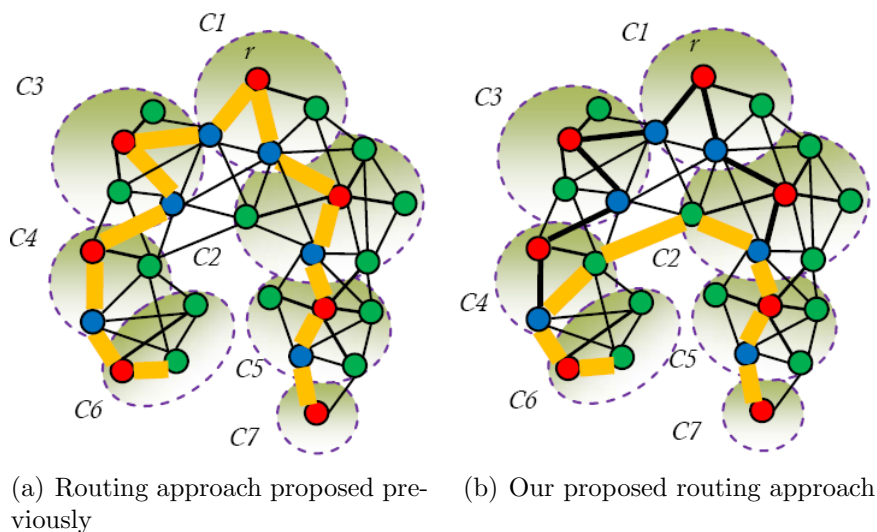 C1
r
C3
C4
C2
C5
C6
C7
C1
r
C3
C2
C4
C5
C6
C7
(a) Routing approach proposed pre-
viously
(b) Our proposed routing approach